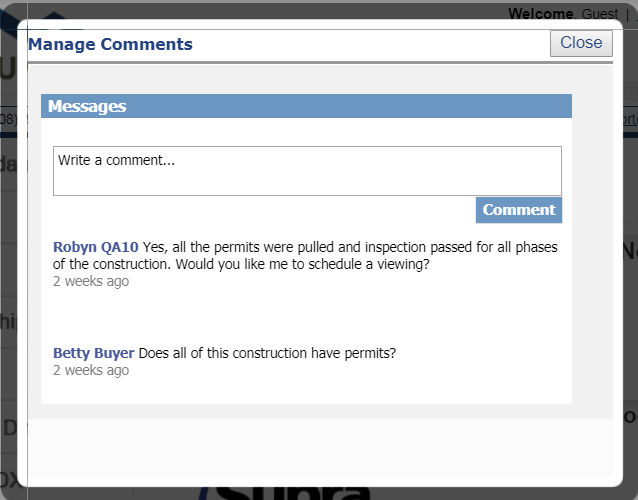 Welcome, Guest |
Manage Comments
Close
Messages
Write a comment...
Comment
Robyn QA10 Yes, all the permits were pulled and inspection passed for all phases
of the construction. Would you like me to schedule a viewing?
2 weeks ago
Betty Buyer Does all of this construction have permits?
2 weeks ago
Supra